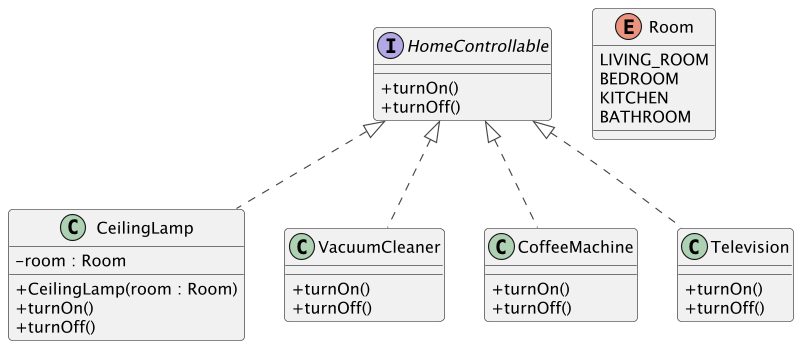 I HomeControllable
+turnOn()
+turnOff()
E Room
LIVING_ROOM
BEDROOM
KITCHEN
BATHROOM
C CeilingLamp
-room : Room
+CeilingLamp(room : Room)
+turnOn()
+turnOff()
C VacuumCleaner
+turnOn()
+turnOff()
C CoffeeMachine
+turnOn()
+turnOff()
C Television
+turnOn()
+turnOff()